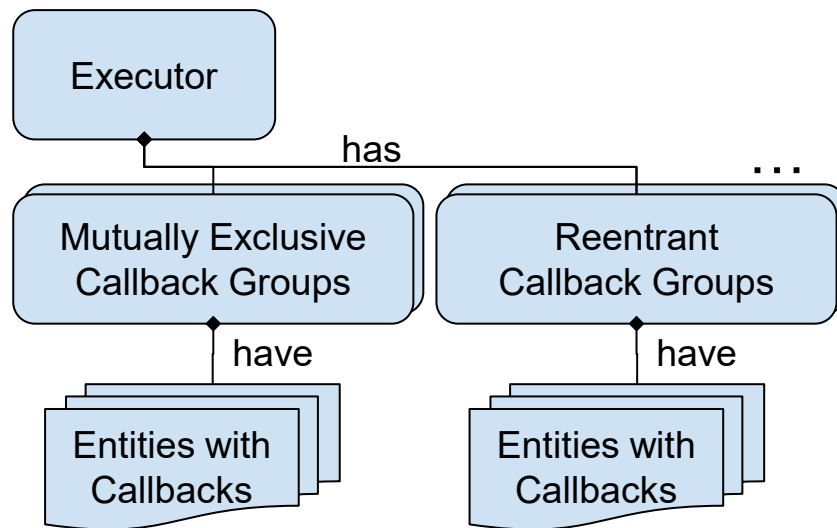 Executor
has
...
Mutually Exclusive
Callback Groups
Reentrant
Callback Groups
have
have
Entities with
Callbacks
Entities with
Callbacks